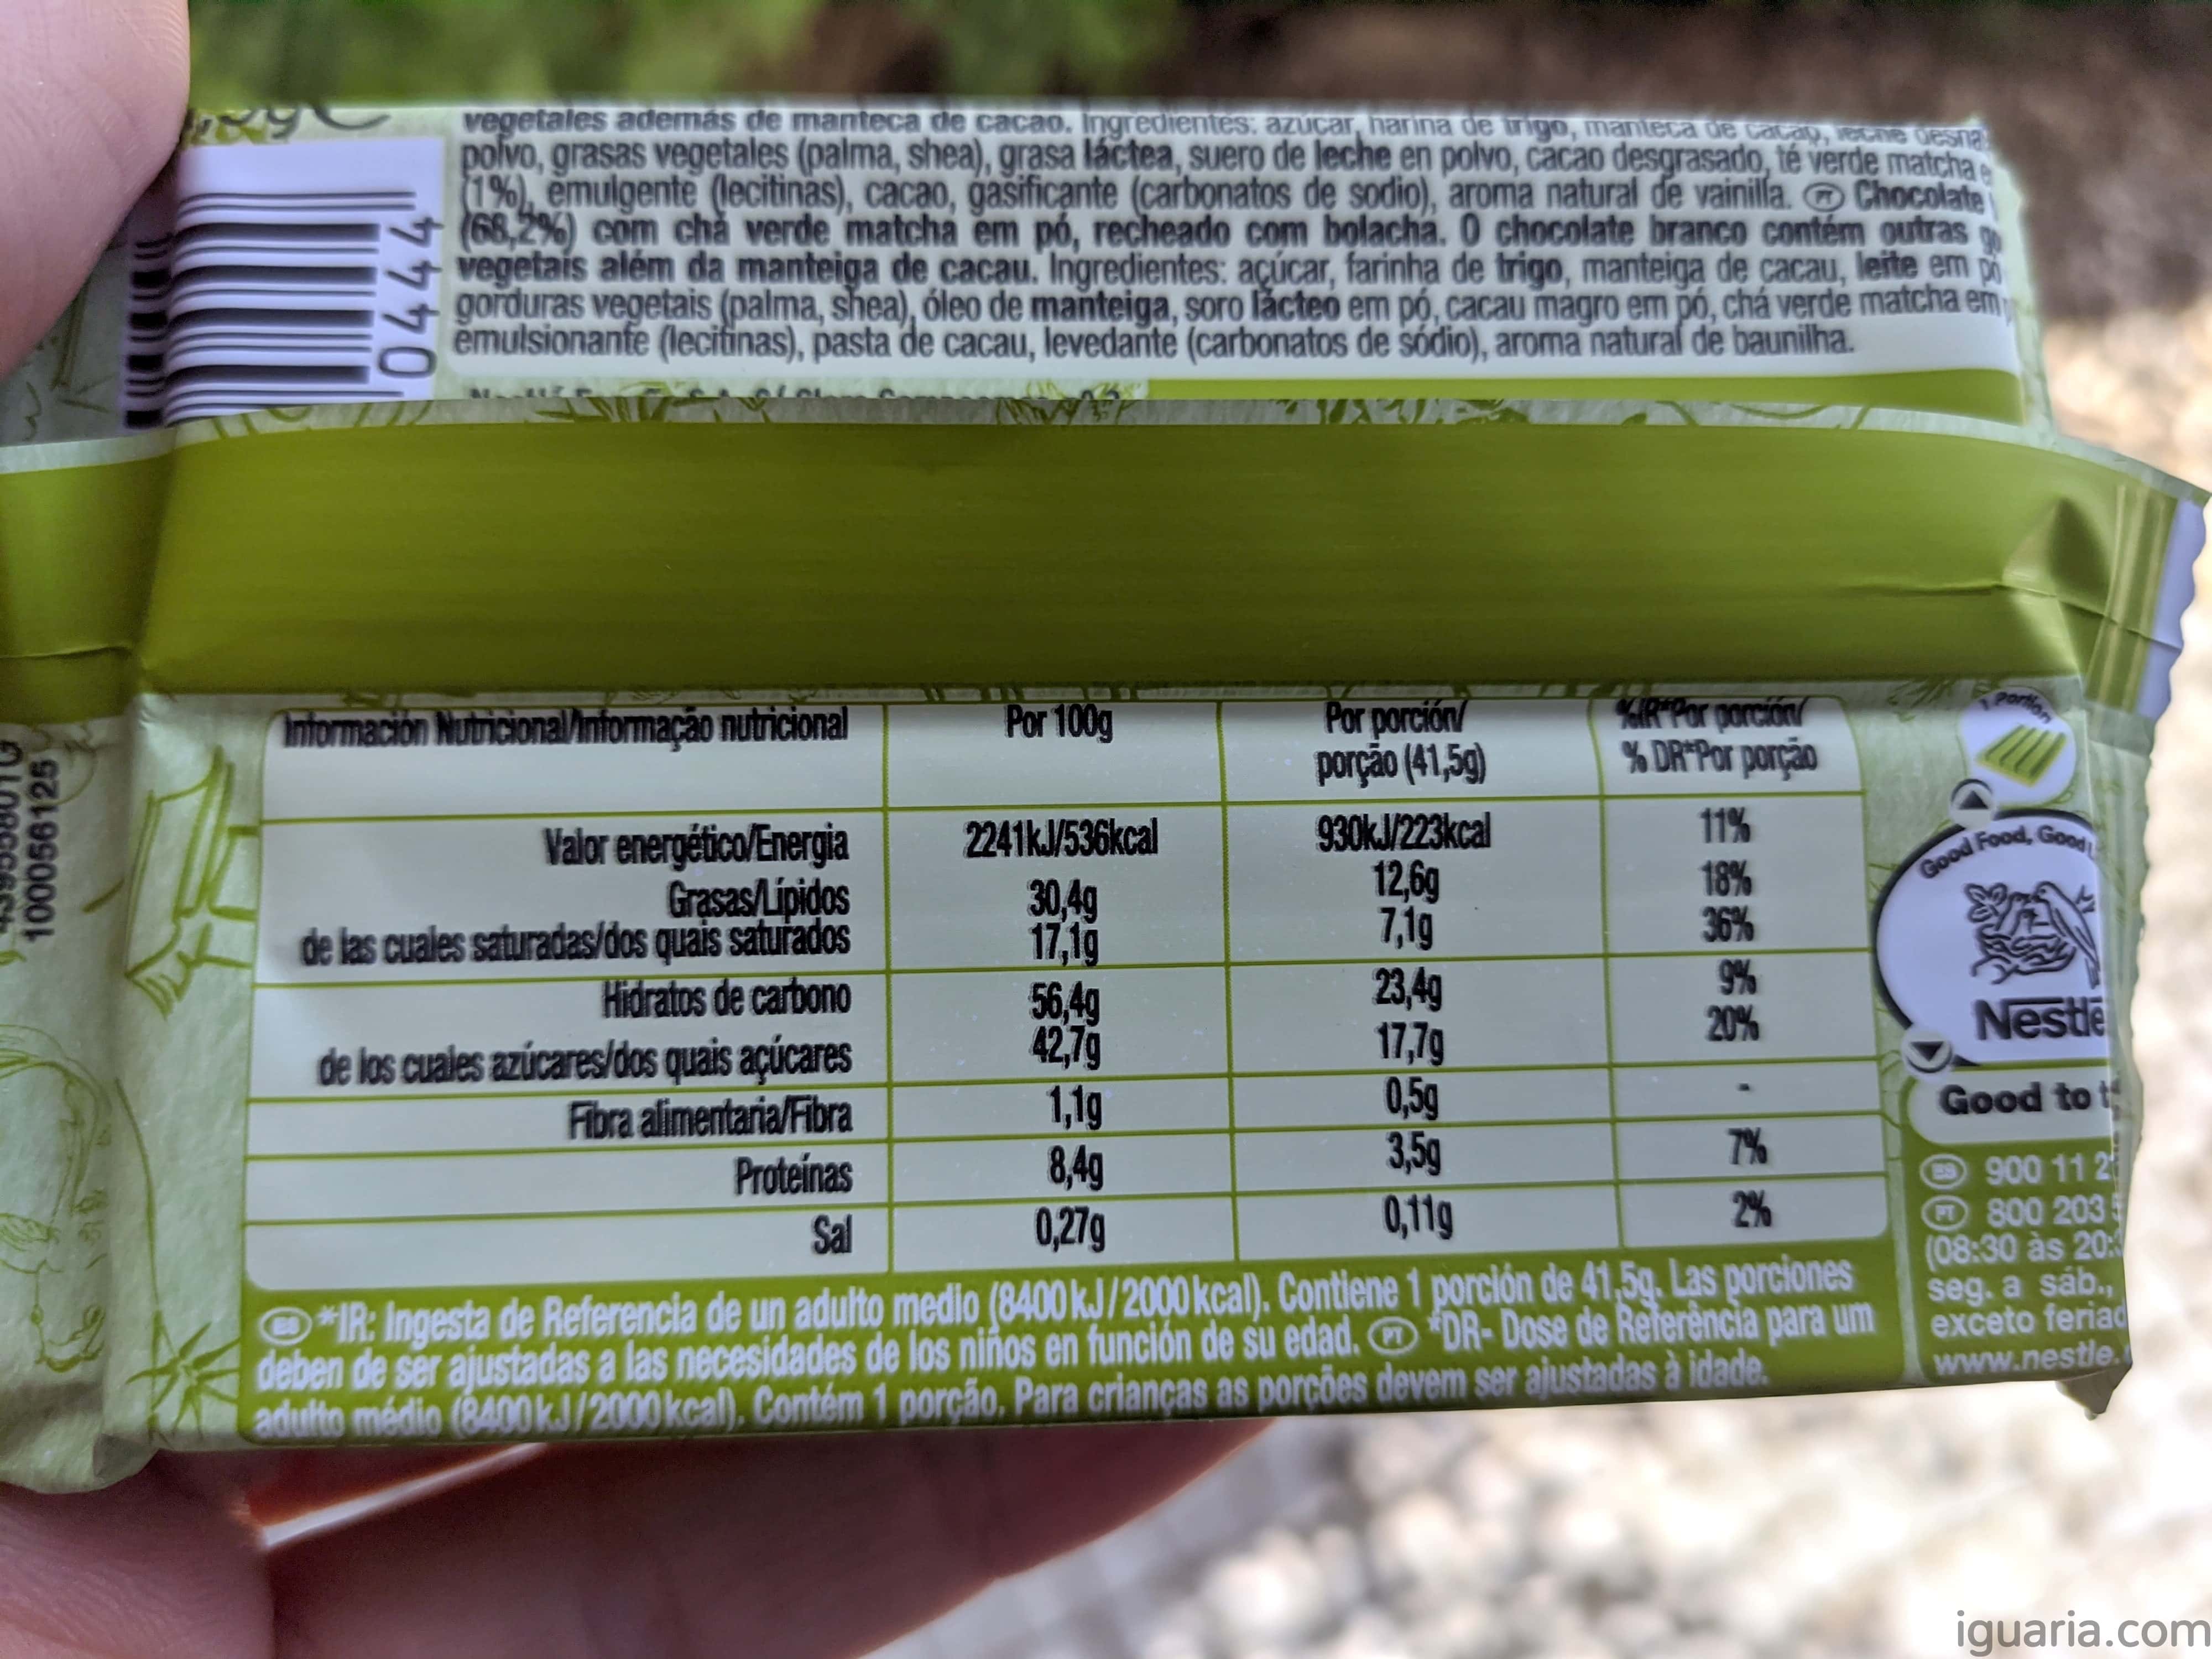 vegetales además de manteca de cacao. Ingredientes: azúcar, harina de trigo, manteca de cacao, leche
polvo, grasas vegetales (palma, shea), grasa láctea, suero de leche en polvo, cacao desgrasado, té verde matcha
(1%), emulgente (lecitinas), cacao, gasificante (carbonatos de sodio), aroma natural de vainilla. PT Chocolate
(68,2%) com chá verde matcha em pó, recheado com bolacha. O chocolate branco contém outras
vegetais além da manteiga de cacau. Ingredientes: açúcar, farinha de trigo, manteiga de cacau, leite em pó
gorduras vegetais (palma, shea), óleo de manteiga, soro lácteo em pó, cacau magro em pó, chá verde matcha em
emulsionante (lecitinas), pasta de cacau, levedante (carbonatos de sódio), aroma natural de baunilha.
04444
100056125
Información Nutricional/Informação nutricional Por 100g Por porción/ %IR*Por porción/
porção (41,5g) % DR*Por porção
Valor energético/Energia 2241kJ/536kcal 930kJ/223kcal 11%
Grasas/Lípidos 30,4g 12,6g 18%
de las cuales saturadas/dos quais saturados 17,1g 7,1g 36%
Hidratos de carbono 56,4g 23,4g 9%
de los cuales azúcares/dos quais açúcares 42,7g 17,7g 20%
Fibra alimentaria/Fibra 1,1g 0,5g -
Proteínas 8,4g 3,5g 7%
Sal 0,27g 0,11g 2%
ES *IR: Ingesta de Referencia de un adulto medio (8400kJ/2000kcal). Contiene 1 porción de 41,5g. Las porciones
deben de ser ajustadas a las necesidades de los niños en función de su edad. PT *DR- Dose de Referência para um
adulto médio (8400kJ/2000kcal). Contém 1 porção. Para crianças as porções devem ser ajustadas à idade.
1 Portion
Good Food, Good
Nestlé
Good to
ES 900 11 2
PT 800 203
(08:30 às 20:
seg. a sáb.,
exceto
www.nestle.
iguaria.com